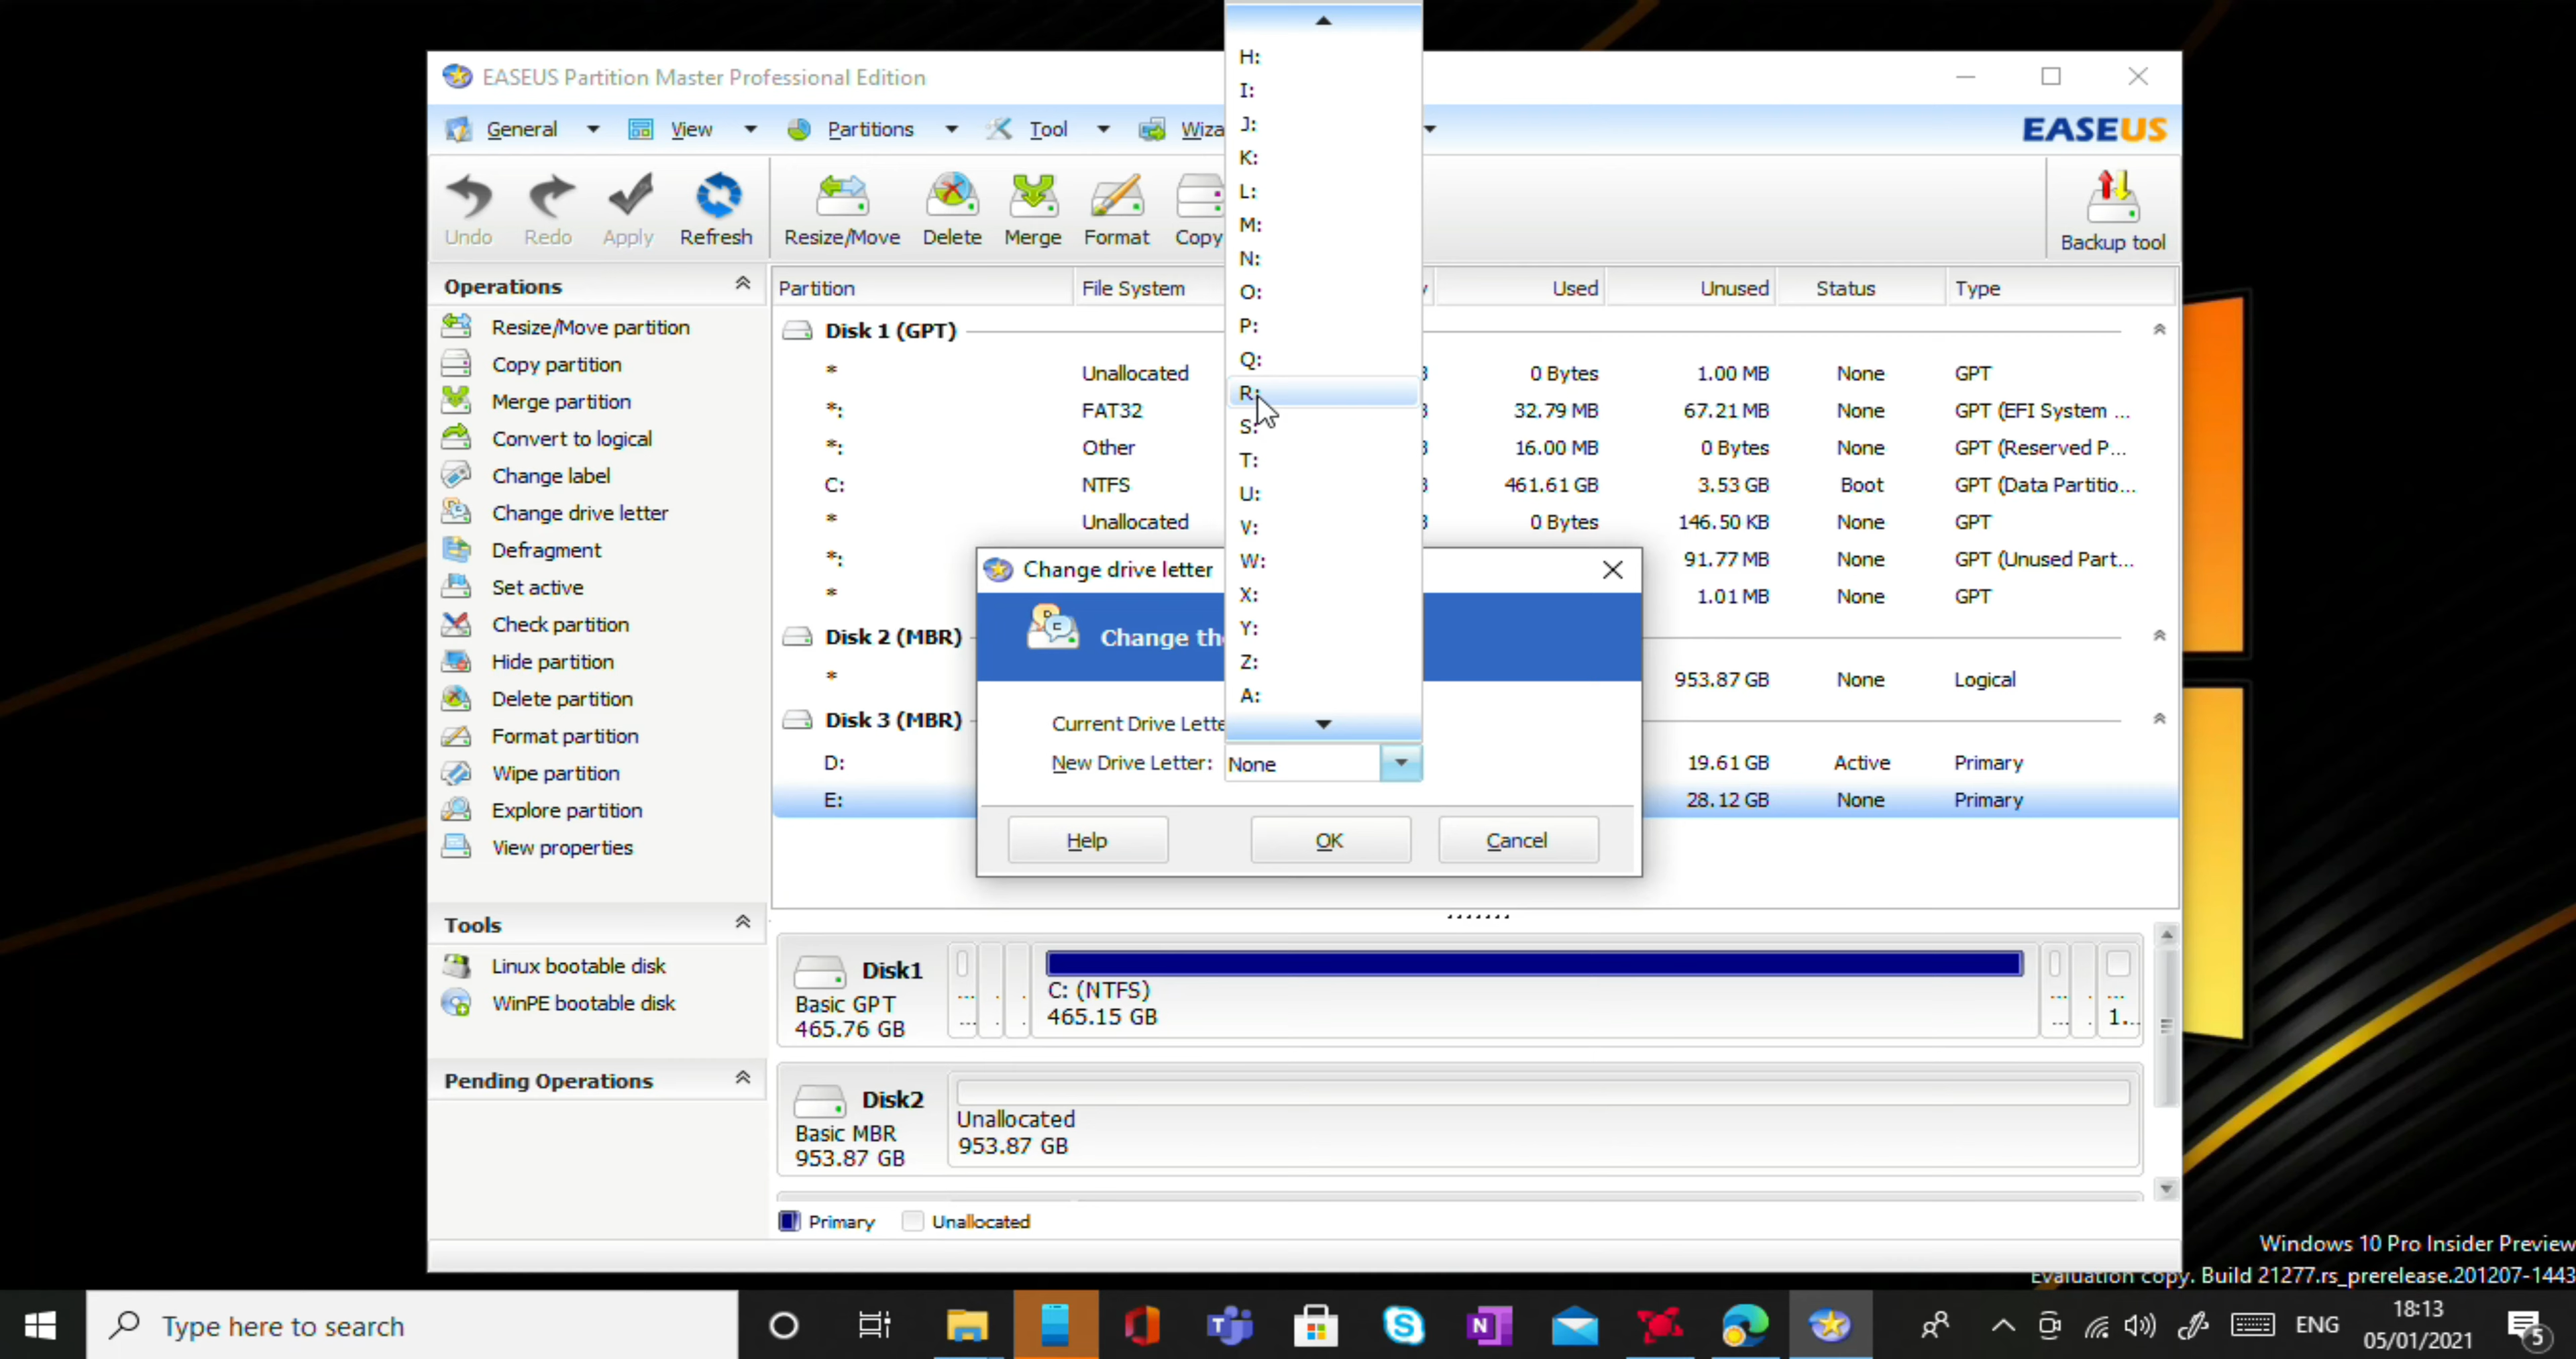 EASEUS Partition Master Professional Edition
General View Partitions Tool Wiza
EASEUS
Undo Redo Apply Refresh Resize/Move Delete Merge Format Copy Backup tool
Operations
Resize/Move partition
Copy partition
Merge partition
Convert to logical
Change label
Change drive letter
Defragment
Set active
Check partition
Hide partition
Delete partition
Format partition
Wipe partition
Explore partition
View properties
Tools
Linux bootable disk
WinPE bootable disk
Pending Operations
Partition File System Used Unused Status Type
Disk 1 (GPT)
* Unallocated 0 Bytes 1.00 MB None GPT
*: FAT32 32.79 MB 67.21 MB None GPT (EFI System ...
*: Other 16.00 MB 0 Bytes None GPT (Reserved P...
C: NTFS 461.61 GB 3.53 GB Boot GPT (Data Partitio...
* Unallocated 0 Bytes 146.50 KB None GPT
*: 91.77 MB None GPT (Unused Part...
* 1.01 MB None GPT
Disk 2 (MBR)
* 953.87 GB None Logical
Disk 3 (MBR)
D: 19.61 GB Active Primary
E: 28.12 GB None Primary
H:
I:
J:
K:
L:
M:
N:
O:
P:
Q:
R:
S:
T:
U:
V:
W:
X:
Y:
Z:
A:
Change drive letter
Change th
Current Drive Lette
New Drive Letter: None
Help OK Cancel
Disk1
Basic GPT
465.76 GB
C: (NTFS)
465.15 GB
1...
Disk2
Basic MBR
953.87 GB
Unallocated
953.87 GB
Primary Unallocated
Windows 10 Pro Insider Preview
Evaluation copy. Build 21277.rs_prerelease.201207-1443
Type here to search
ENG
18:13
05/01/2021
5